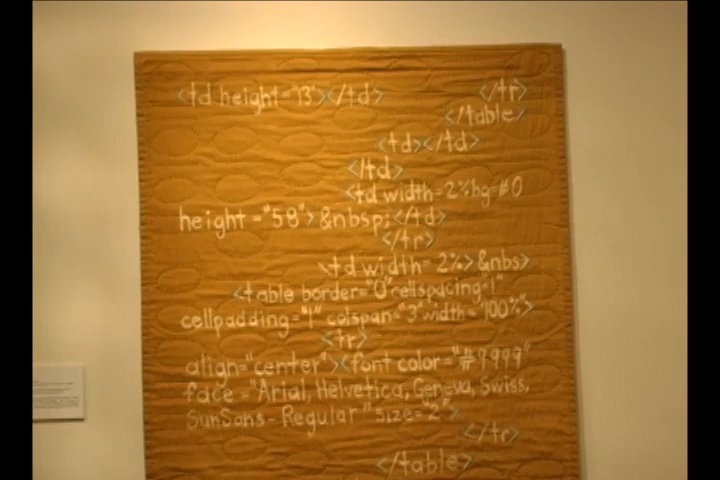 <td height="13"></td> </tr>
</table>
<td></td>
</td>
<td width=2%hg=#0
height="58">&nbsp;</td>
</tr>
<td width=2%>&nbs>
<table border="0"cellspacing="1"
cellpadding="1" colspan="3"width="100%">
<tr>
align="center"><font color="#9999"
face="Arial, Helvetica, Geneva, Swiss,
SunSans-Regular" size="2">
</tr>
</table>